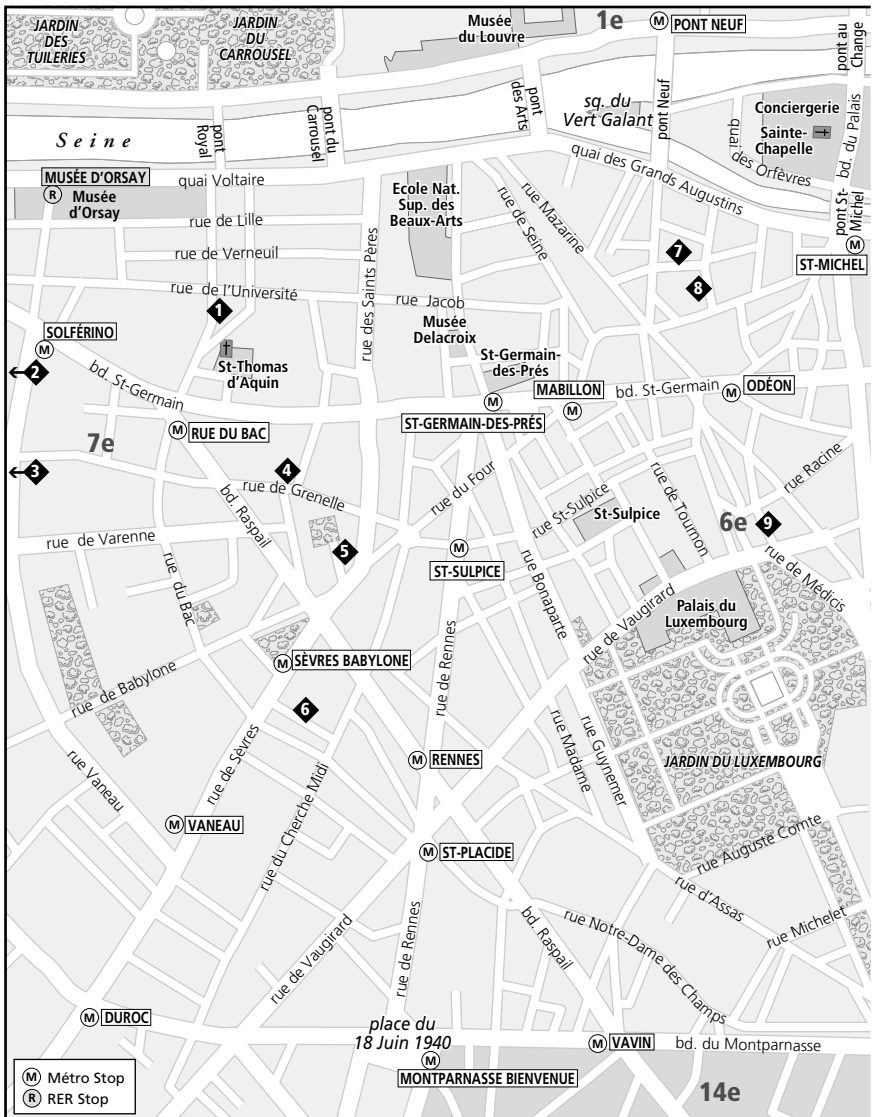 JARDIN
DES
TUILERIES
JARDIN
DU
CARROUSEL
Musée
du Louvre
1e
M PONT NEUF
pont au
Change
pont
Royal
pont du
Carrousel
pont
des Arts
sq. du
Vert Galant
pont Neuf
Conciergerie
Sainte-
Chapelle
bd. du Palais
Seine
quai des Orfèvres
quai des Grands Augustins
MUSÉE D'ORSAY
R
Musée
d'Orsay
quai Voltaire
Ecole Nat.
Sup. des
Beaux-Arts
rue de Seine
rue Mazarine
pont St-
Michel
M
ST-MICHEL
rue de Lille
rue de Verneuil
rue des Saints Pères
7
8
rue de l'Université
rue Jacob
1
Musée
Delacroix
SOLFÉRINO
M
2
St-Thomas
d'Aquin
St-Germain-
des-Prés
MABILLON
M
bd. St-Germain
M
ODÉON
bd. St-Germain
M
ST-GERMAIN-DES-PRÉS
M RUE DU BAC
7e
3
4
rue de Grenelle
bd. Raspail
rue du Four
rue St-Sulpice
St-Sulpice
rue de Tournon
rue Racine
6e
9
rue de Varenne
rue du Bac
5
M
ST-SULPICE
rue Bonaparte
rue de Médicis
rue de Vaugirard
Palais du
Luxembourg
M SÈVRES BABYLONE
rue de Babylone
6
rue de Rennes
rue Madame
rue Guynemer
JARDIN DU LUXEMBOURG
M RENNES
rue Vaneau
rue de Sèvres
rue du Cherche Midi
M VANEAU
M ST-PLACIDE
rue Auguste Comte
rue d'Assas
rue Michelet
rue de Vaugirard
rue de Rennes
bd. Raspail
rue Notre-Dame des Champs
M DUROC
place du
18 Juin 1940
M VAVIN
bd. du Montparnasse
M
MONTPARNASSE BIENVENUE
14e
M Métro Stop
R RER Stop